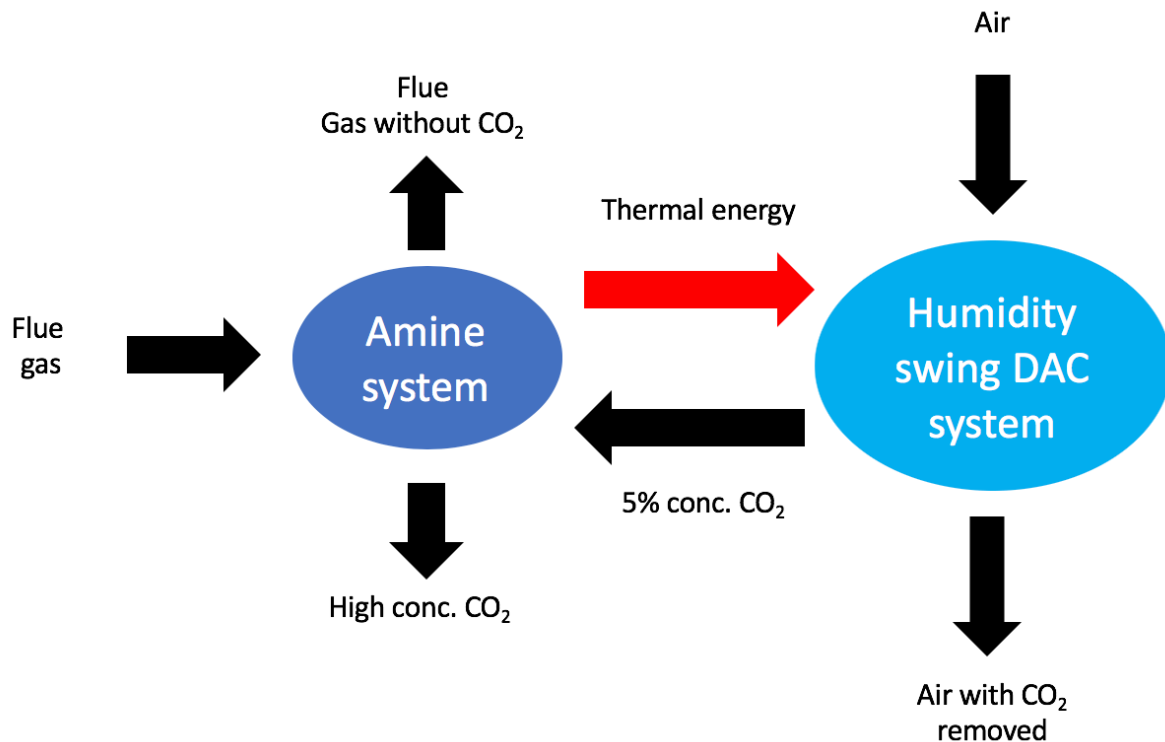 Air
Flue
Gas without CO₂
Thermal energy
Flue
gas
Amine
system
Humidity
swing DAC
system
5% conc. CO₂
High conc. CO₂
Air with CO₂
removed